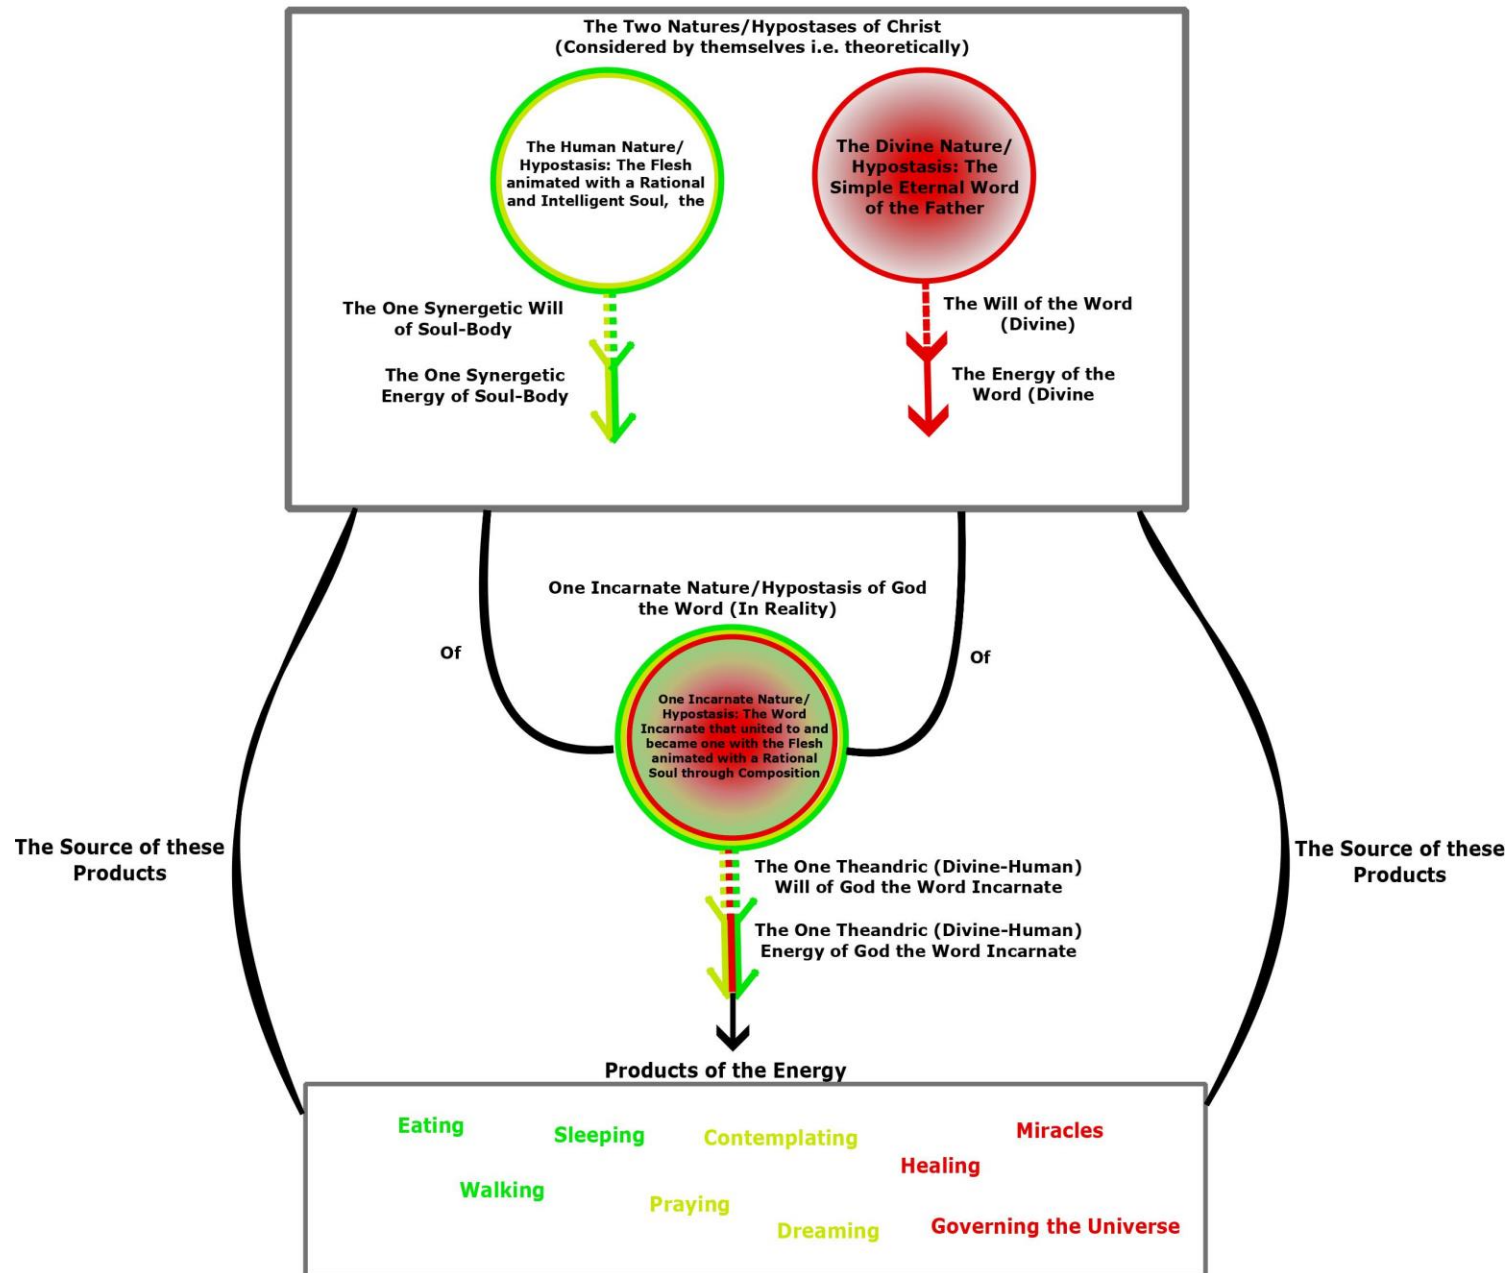 The Two Natures/Hypostases of Christ
(Considered by themselves i.e. theoretically)
The Human Nature/
Hypostasis: The Flesh
animated with a Rational
and Intelligent Soul, the
The Divine Nature/
Hypostasis: The
Simple Eternal Word
of the Father
The One Synergetic Will
of Soul-Body
The Will of the Word
(Divine)
The One Synergetic
Energy of Soul-Body
The Energy of the
Word (Divine
One Incarnate Nature/Hypostasis of God
the Word (In Reality)
Of
Of
One Incarnate Nature/
Hypostasis: The Word
Incarnate that united to and
became one with the Flesh
animated with a Rational
Soul through Composition
The Source of these
Products
The Source of these
Products
The One Theandric (Divine-Human)
Will of God the Word Incarnate
The One Theandric (Divine-Human)
Energy of God the Word Incarnate
Products of the Energy
Eating
Sleeping
Contemplating
Miracles
Healing
Walking
Praying
Dreaming
Governing the Universe